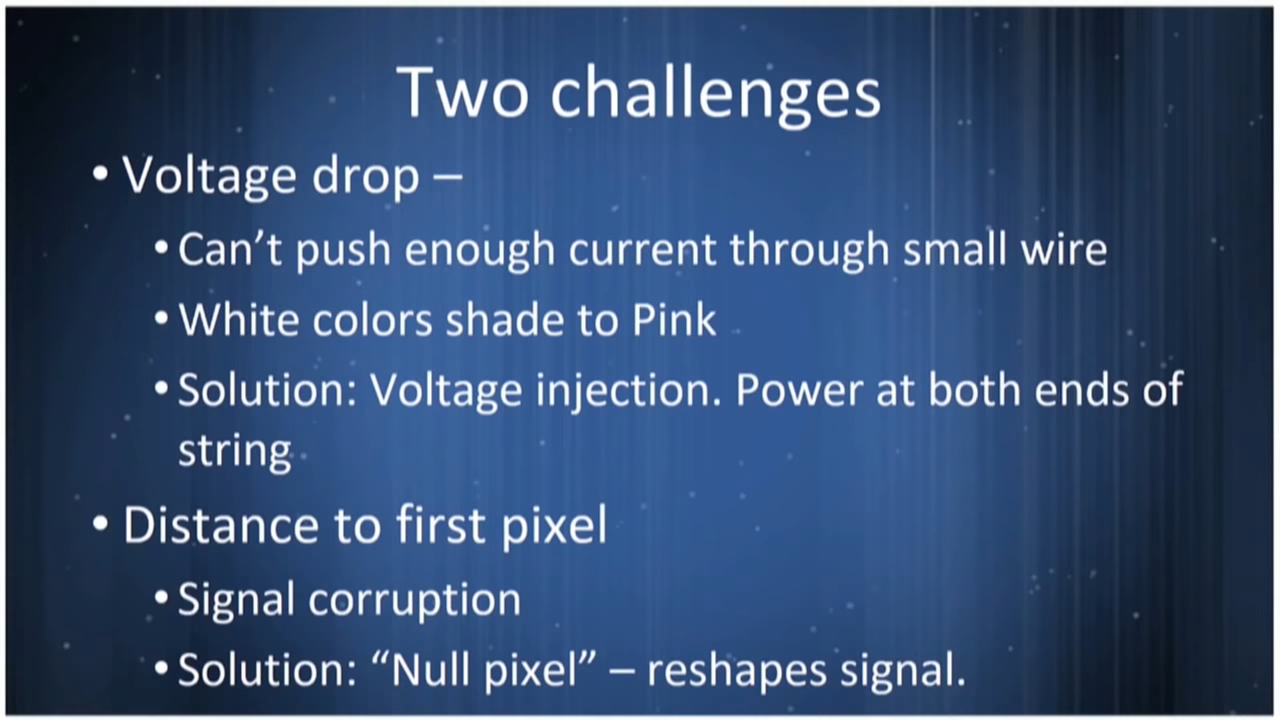 Two challenges
• Voltage drop –
• Can’t push enough current through small wire
• White colors shade to Pink
• Solution: Voltage injection. Power at both ends of
string
• Distance to first pixel
• Signal corruption
• Solution: “Null pixel” – reshapes signal.